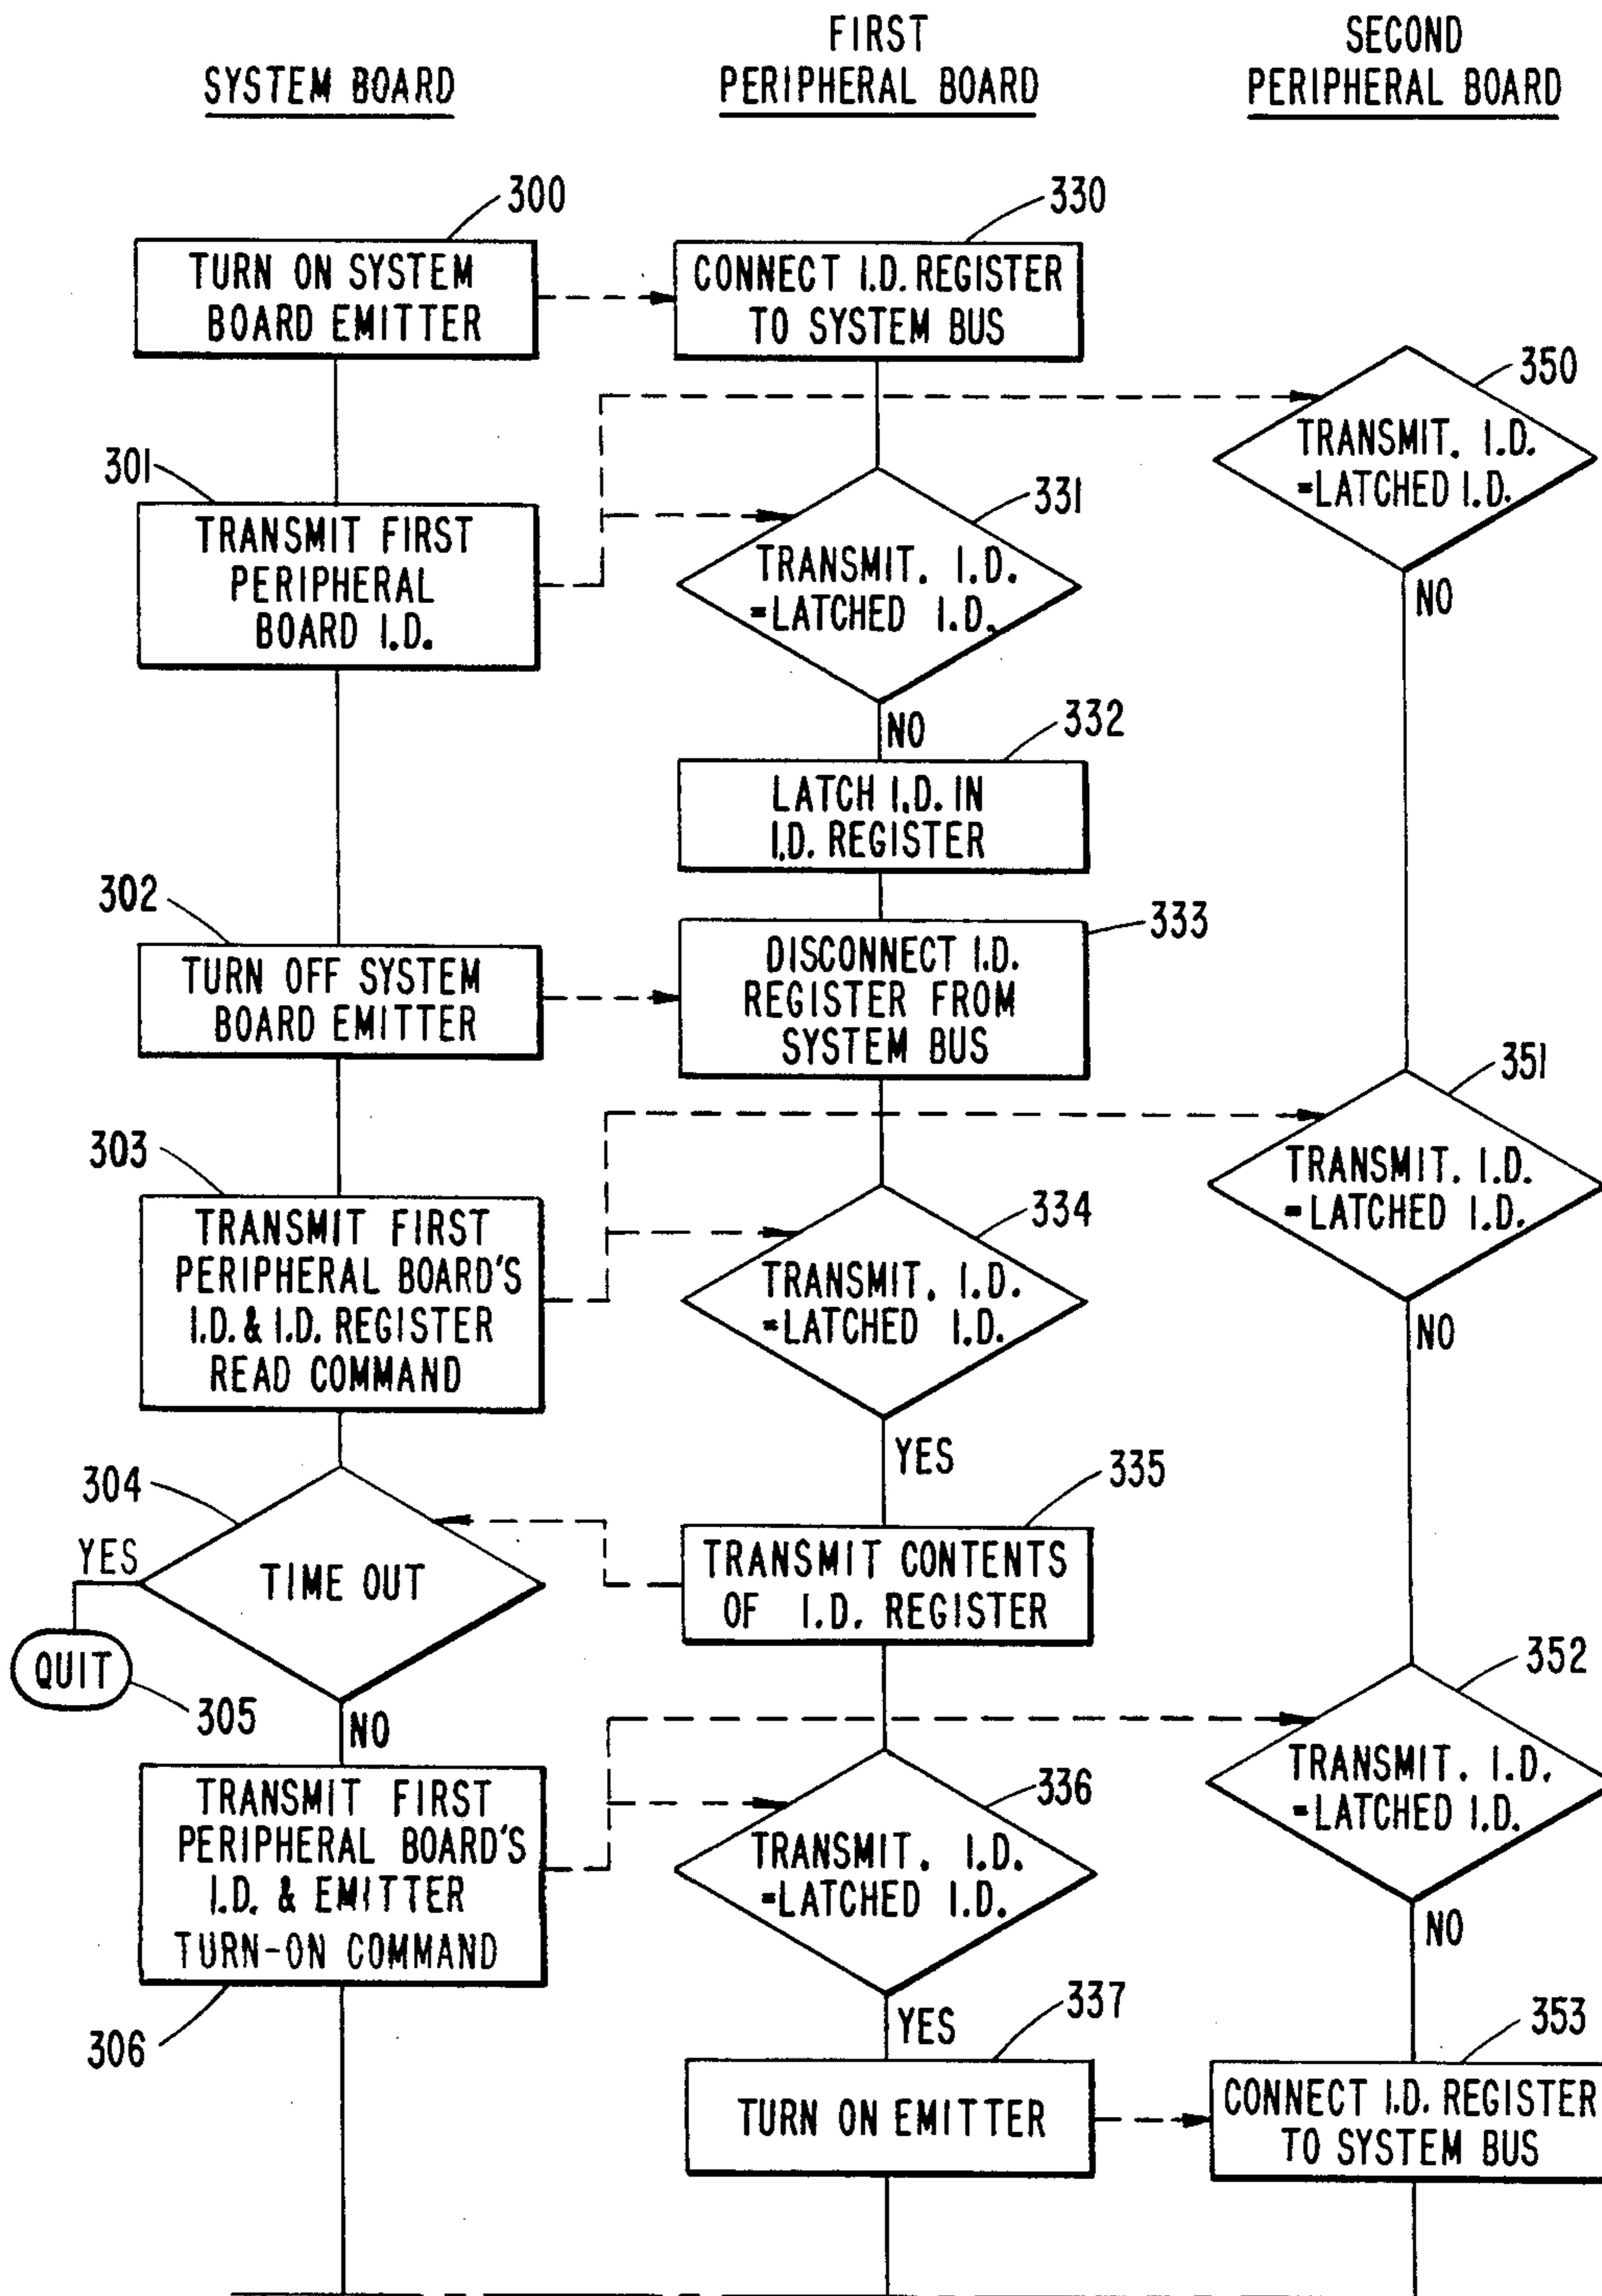 SYSTEM BOARD
FIRST
PERIPHERAL BOARD
SECOND
PERIPHERAL BOARD
300
TURN ON SYSTEM
BOARD EMITTER
330
CONNECT I.D. REGISTER
TO SYSTEM BUS
350
TRANSMIT. I.D.
=LATCHED I.D.
NO
301
TRANSMIT FIRST
PERIPHERAL
BOARD I.D.
331
TRANSMIT. I.D.
=LATCHED I.D.
NO
332
LATCH I.D. IN
I.D. REGISTER
302
TURN OFF SYSTEM
BOARD EMITTER
333
DISCONNECT I.D.
REGISTER FROM
SYSTEM BUS
351
TRANSMIT. I.D.
=LATCHED I.D.
NO
303
TRANSMIT FIRST
PERIPHERAL BOARD'S
I.D. & I.D. REGISTER
READ COMMAND
334
TRANSMIT. I.D.
=LATCHED I.D.
YES
304
TIME OUT
YES
QUIT
305
NO
335
TRANSMIT CONTENTS
OF I.D. REGISTER
352
TRANSMIT. I.D.
=LATCHED I.D.
NO
TRANSMIT FIRST
PERIPHERAL BOARD'S
I.D. & EMITTER
TURN-ON COMMAND
306
336
TRANSMIT. I.D.
=LATCHED I.D.
YES
337
TURN ON EMITTER
353
CONNECT I.D. REGISTER
TO SYSTEM BUS